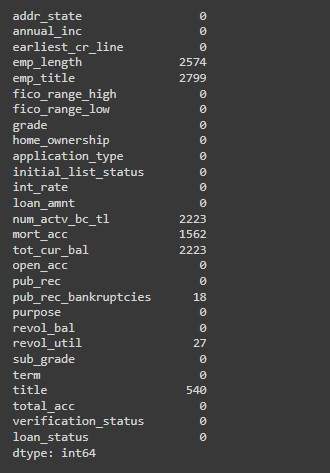 addr_state 0
annual_inc 0
earliest_cr_line 0
emp_length 2574
emp_title 2799
fico_range_high 0
fico_range_low 0
grade 0
home_ownership 0
application_type 0
initial_list_status 0
int_rate 0
loan_amnt 0
num_actv_bc_tl 2223
mort_acc 1562
tot_cur_bal 2223
open_acc 0
pub_rec 0
pub_rec_bankruptcies 18
purpose 0
revol_bal 0
revol_util 27
sub_grade 0
term 0
title 540
total_acc 0
verification_status 0
loan_status 0
dtype: int64